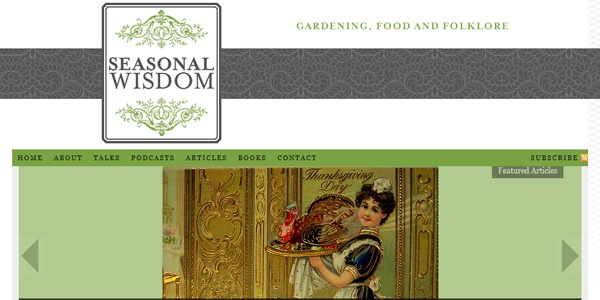 GARDENING, FOOD AND FOLKLORE
SEASONAL
WISDOM
HOME ABOUT TALKS PODCASTS ARTICLES BOOKS CONTACT SUBSCRIBE
Featured Articles
Thanksgiving
Day